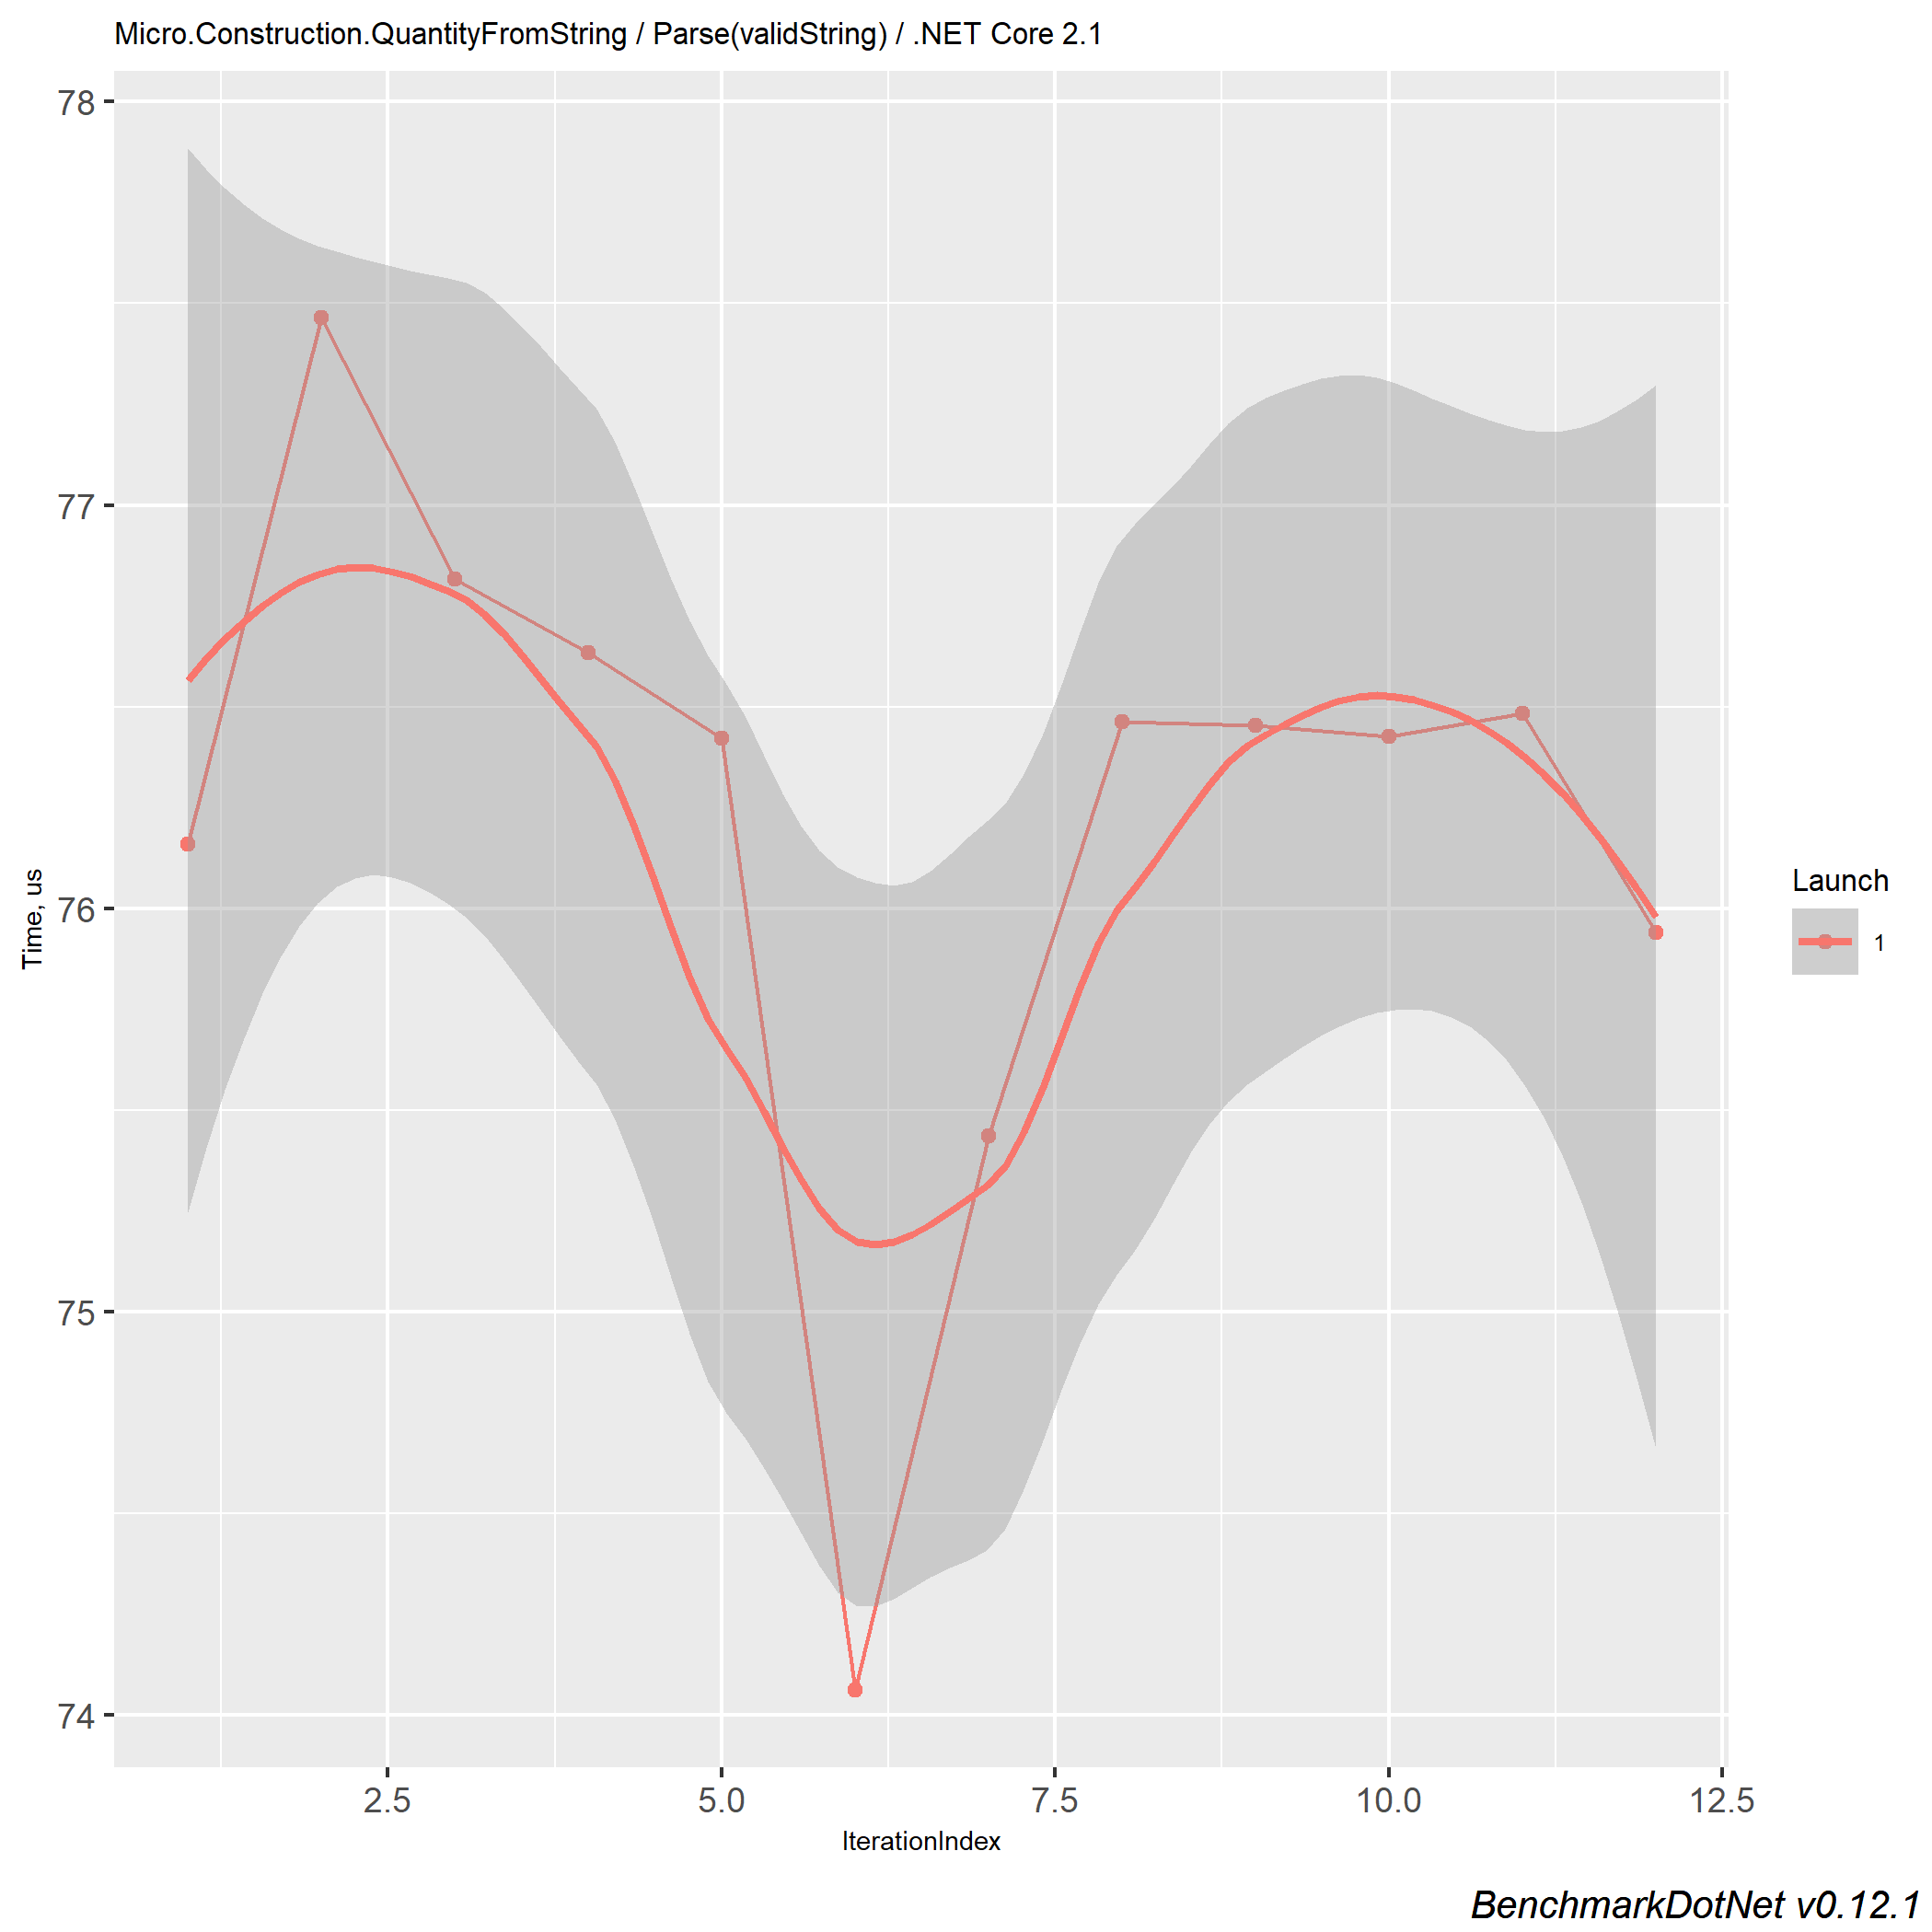 Micro.Construction.QuantityFromString / Parse(validString) / .NET Core 2.1
78
77
76
75
74
Time, us
2.5 5.0 7.5 10.0 12.5
IterationIndex
Launch
1
BenchmarkDotNet v0.12.1